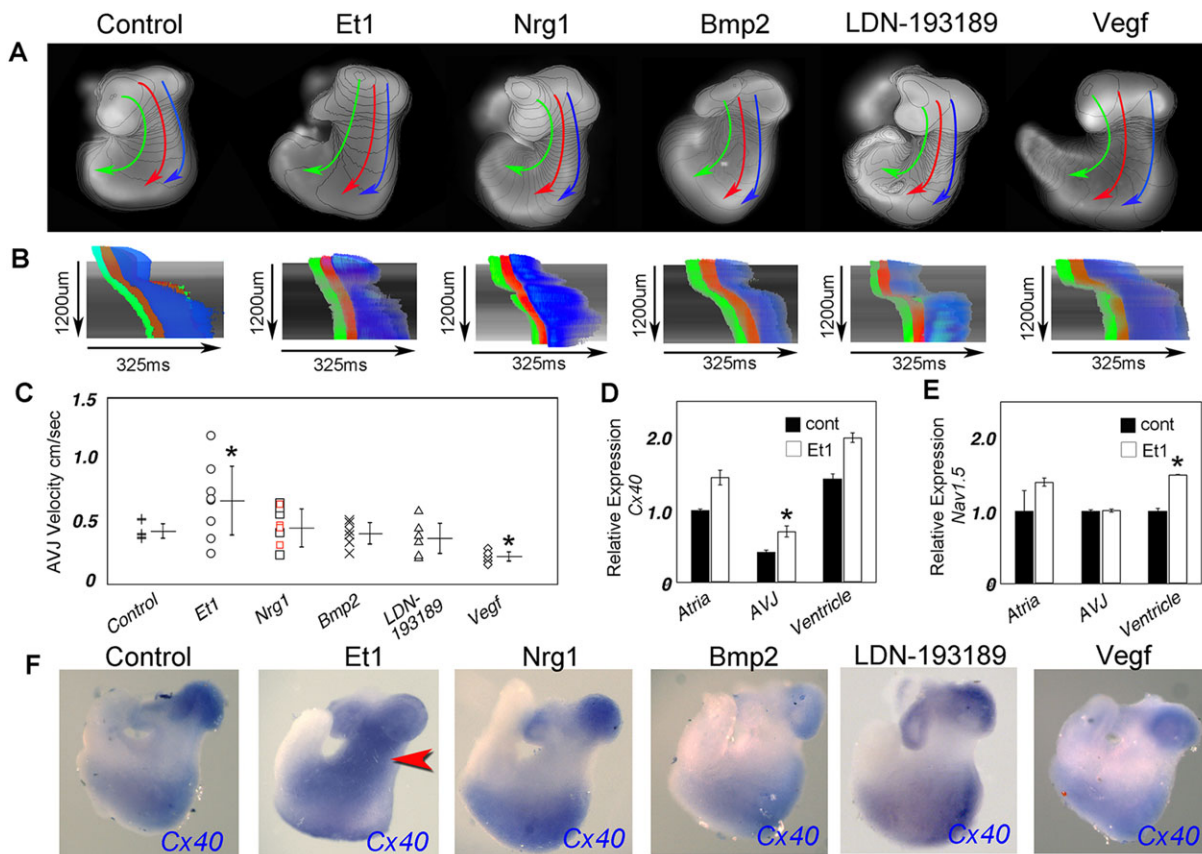 Control Et1 Nrg1 Bmp2 LDN-193189 Vegf
A
B
1200um 1200um 1200um 1200um 1200um 1200um
325ms 325ms 325ms 325ms 325ms 325ms
C
AVJ Velocity cm/sec
1.5
1.0
0.5
0
*
*
Control Et1 Nrg1 Bmp2 LDN-193189 Vegf
D
Relative Expression
Cx40
2.0
1.0
0
cont
Et1
*
Atria AVJ Ventricle
E
Relative Expression
Nav1.5
2.0
1.0
0
cont
Et1
*
Atria AVJ Ventricle
F
Control Et1 Nrg1 Bmp2 LDN-193189 Vegf
Cx40 Cx40 Cx40 Cx40 Cx40 Cx40